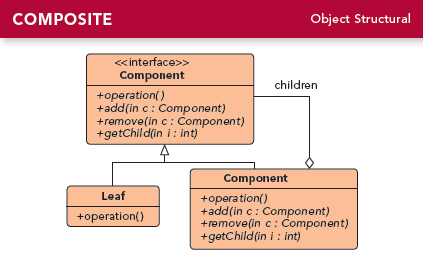 COMPOSITE
Object Structural
<<interface>>
Component
+operation()
+add(in c : Component)
+remove(in c : Component)
+getChild(in i : int)
children
Leaf
+operation()
Component
+operation()
+add(in c : Component)
+remove(in c : Component)
+getChild(in i : int)